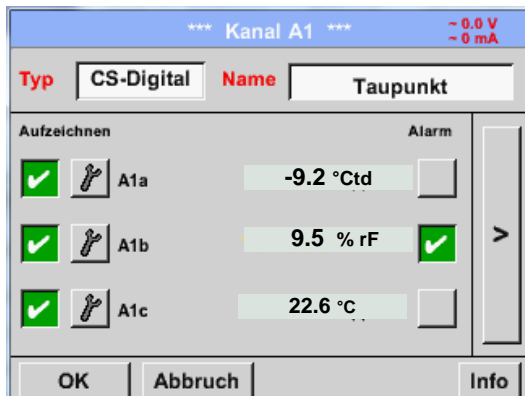 *** Kanal A1 ***
~ 0.0 V
~ 0 mA
Typ CS-Digital Name Taupunkt
Aufzeichnen Alarm
A1a -9.2 °Ctd
A1b 9.5 % rF
A1c 22.6 °C
>
OK Abbruch Info